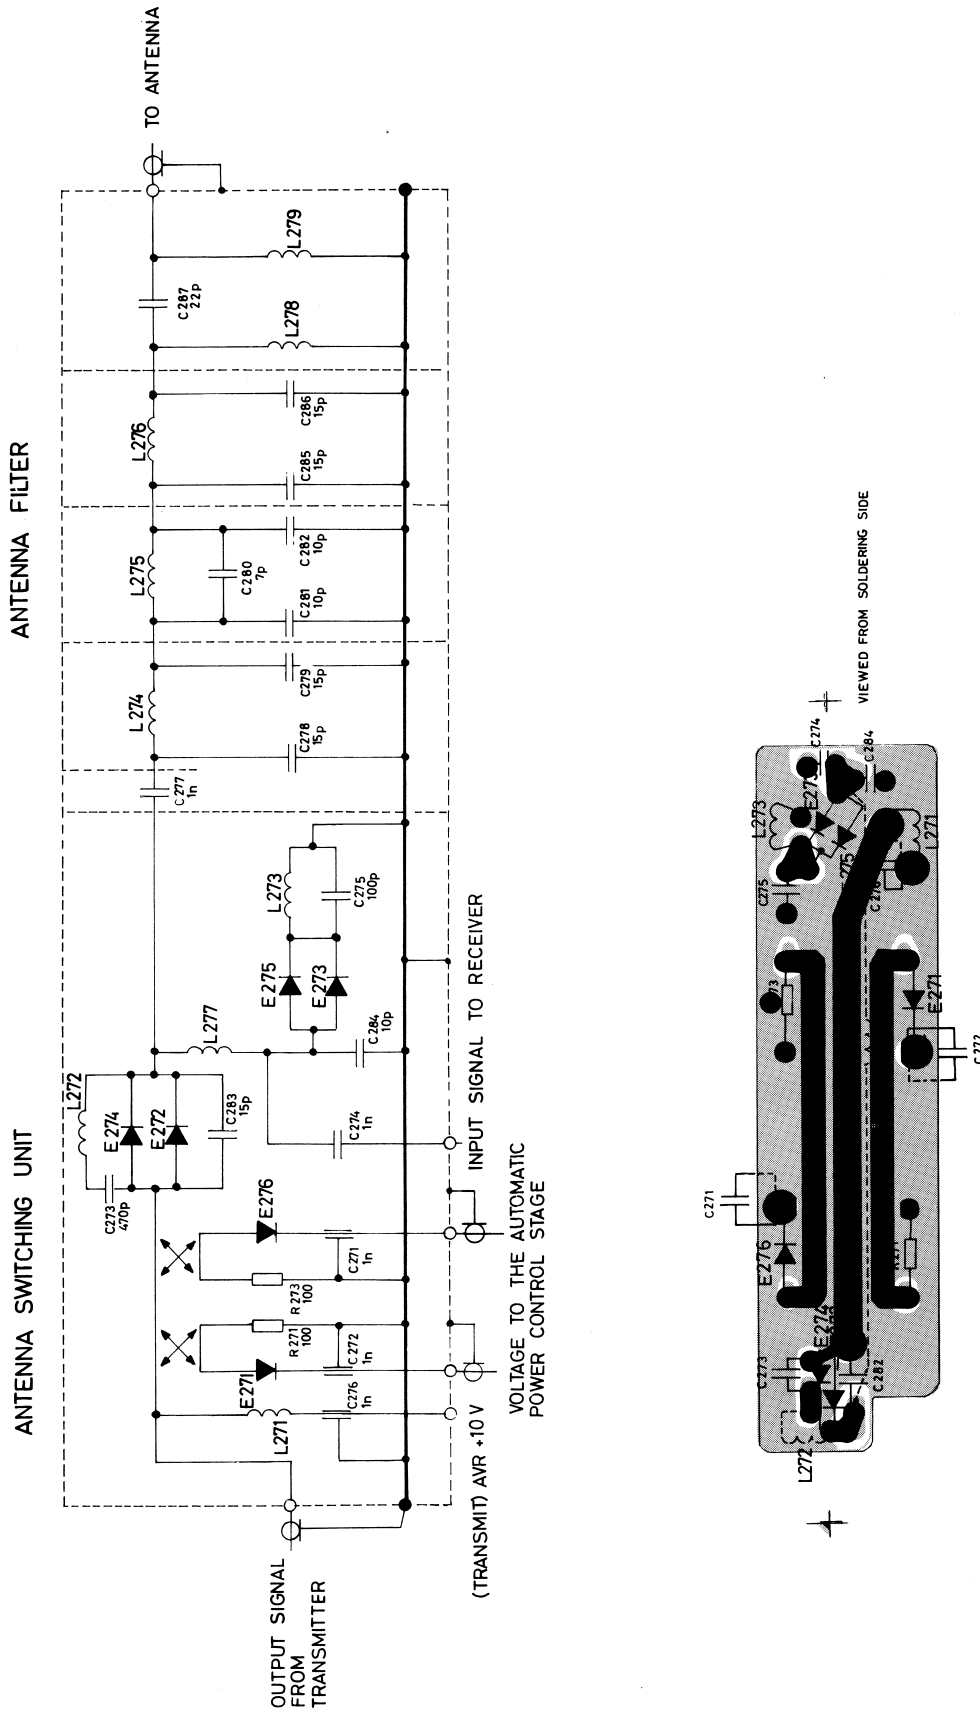 ANTENNA SWITCHING UNIT
ANTENNA FILTER
TO ANTENNA
OUTPUT SIGNAL
FROM
TRANSMITTER
(TRANSMIT) AVR +10 V
VOLTAGE TO THE AUTOMATIC
POWER CONTROL STAGE
INPUT SIGNAL TO RECEIVER
L271
C276
1n
E271
C272
1n
R271
100
R273
100
C271
1n
E276
C273
470p
L272
E274
E272
C283
15p
C274
1n
L277
C284
10p
E275
E273
L273
C275
100p
C277
1n
L274
C278
15p
C279
15p
L275
C280
7p
C281
10p
C282
10p
L276
C285
15p
C286
15p
C287
22p
L278
L279
VIEWED FROM SOLDERING SIDE
L272
C273
E274
C282
E276
C271
E271
C272
C275
L273
C274
C284
L271